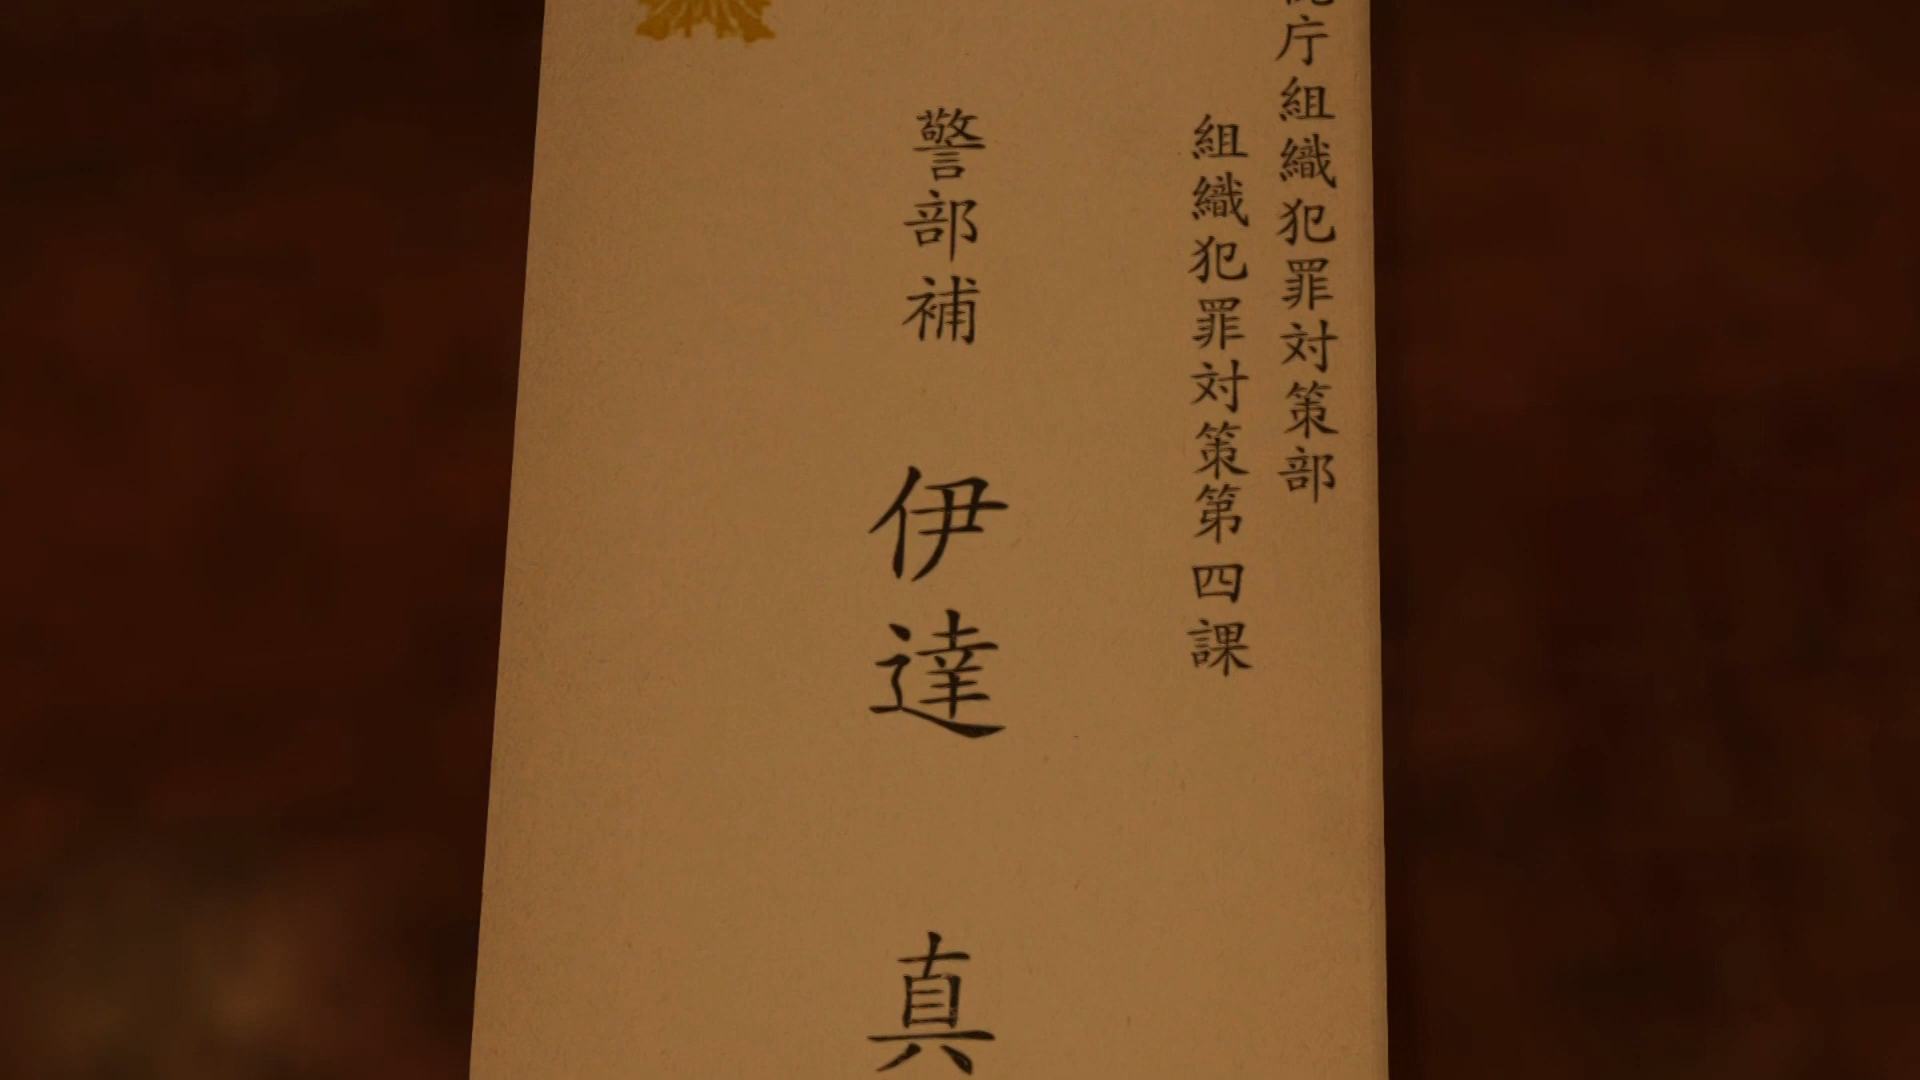 視庁組織犯罪対策部
組織犯罪対策第四課
警部補 伊達 真